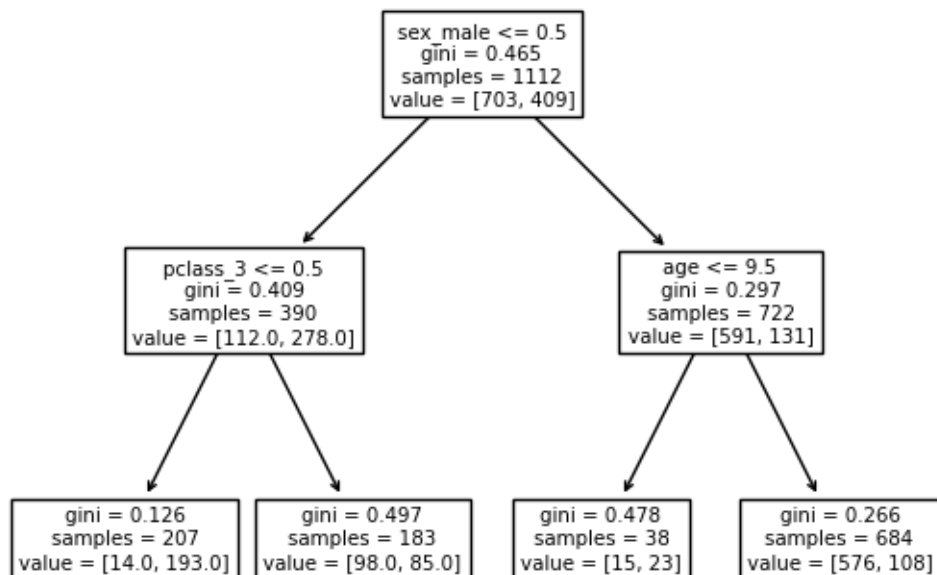 sex_male <= 0.5
gini = 0.465
samples = 1112
value = [703, 409]
pclass_3 <= 0.5
gini = 0.409
samples = 390
value = [112.0, 278.0]
age <= 9.5
gini = 0.297
samples = 722
value = [591, 131]
gini = 0.126
samples = 207
value = [14.0, 193.0]
gini = 0.497
samples = 183
value = [98.0, 85.0]
gini = 0.478
samples = 38
value = [15, 23]
gini = 0.266
samples = 684
value = [576, 108]